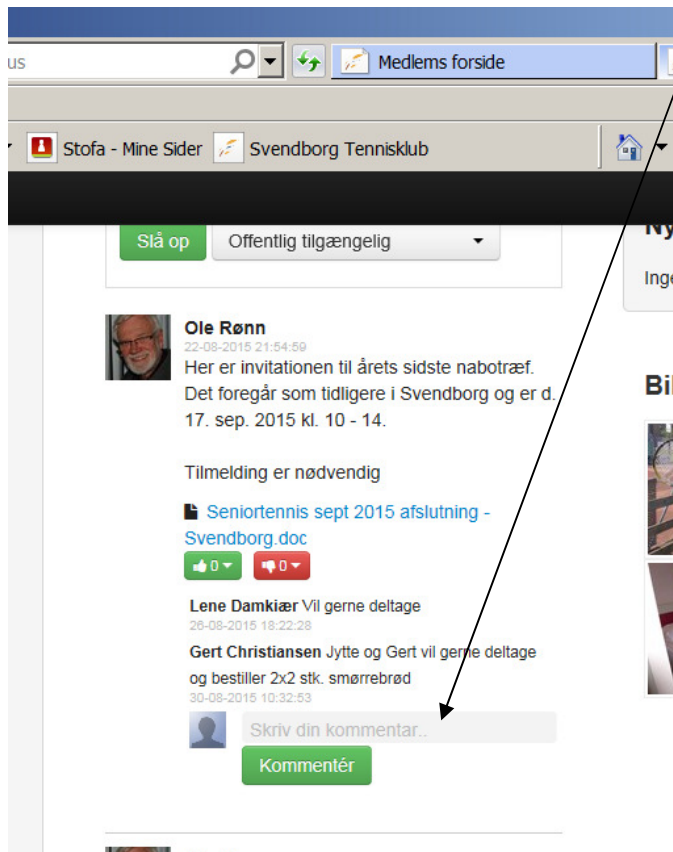 us
Medlems forside
Stofa - Mine Sider
Svendborg Tennisklub
Slå op
Offentlig tilgængelig
Ny
Inge
Ole Rønn
22-08-2015 21:54:59
Her er invitationen til årets sidste nabotræf.
Det foregår som tidligere i Svendborg og er d.
17. sep. 2015 kl. 10 - 14.
Bil
Tilmelding er nødvendig
Seniortennis sept 2015 afslutning -
Svendborg.doc
0
0
Lene Damkiær Vil gerne deltage
26-08-2015 18:22:28
Gert Christiansen Jytte og Gert vil gerne deltage
og bestiller 2x2 stk. smørrebrød
30-08-2015 10:32:53
Skriv din kommentar..
Kommentér